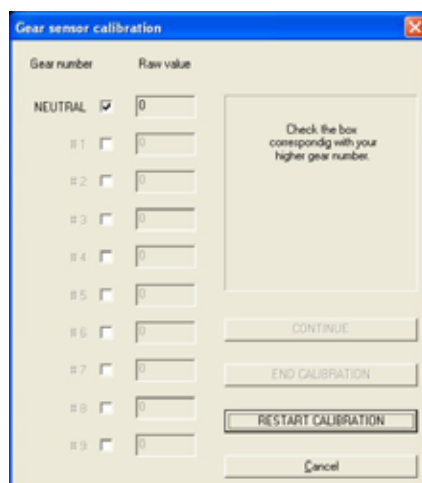 Gear sensor calibration
Gear number Raw value
NEUTRAL 0
#1 0
#2 0
#3 0
#4 0
#5 0
#6 0
#7 0
#8 0
#9 0
Check the box
correspondig with your
higher gear number.
CONTINUE
END CALIBRATION
RESTART CALIBRATION
Cancel